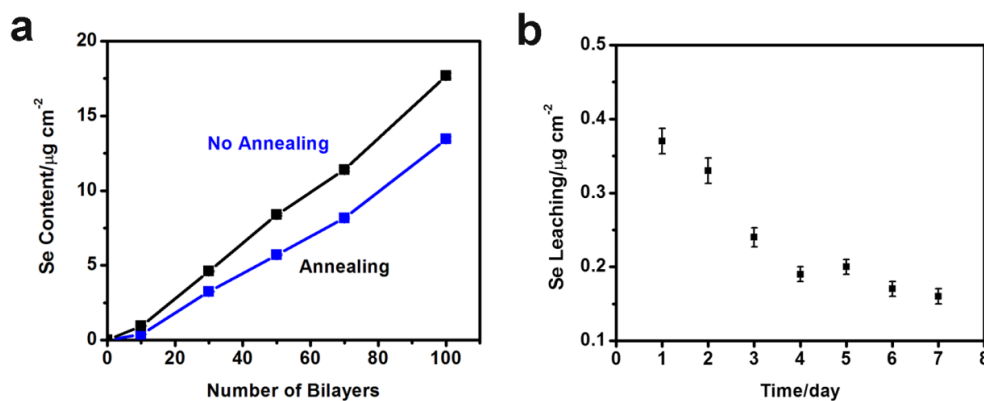 a
Se Content/μg cm⁻²
20
15
10
5
0
No Annealing
Annealing
0 20 40 60 80 100
Number of Bilayers
b
Se Leaching/μg cm⁻²
0.5
0.4
0.3
0.2
0.1
0 1 2 3 4 5 6 7 8
Time/day